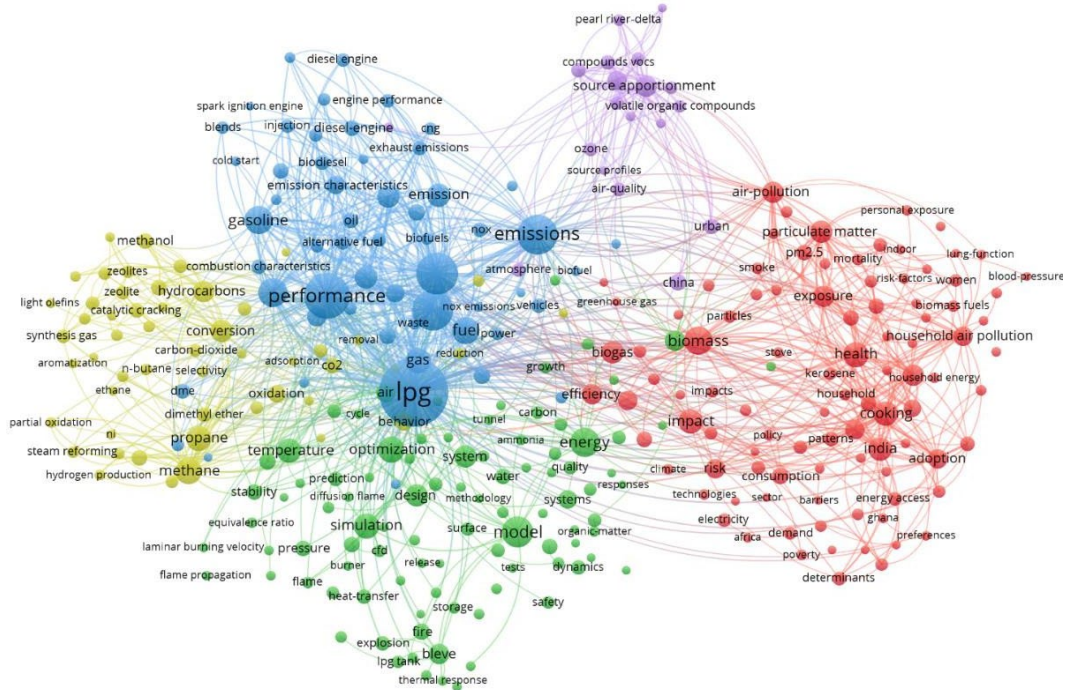 pearl river-delta
compounds vocs
source apportionment
volatile organic compounds
ozone
source profiles
air-quality
urban
china
atmosphere
diesel engine
spark ignition engine
engine performance
blends
injection
diesel-engine
cng
exhaust emissions
cold start
biodiesel
emission characteristics
emission
gasoline
oil
biofuels
nox
emissions
alternative fuel
combustion characteristics
biofuel
performance
nox emissions
vehicles
waste
fuel
power
removal
reduction
gas
lpg
air
behavior
dme
methanol
zeolites
zeolite
hydrocarbons
light olefins
catalytic cracking
synthesis gas
conversion
carbon-dioxide
adsorption
co2
aromatization
n-butane
selectivity
ethane
oxidation
dimethyl ether
partial oxidation
ni
propane
steam reforming
methane
hydrogen production
cycle
tunnel
carbon
growth
temperature
optimization
system
ammonia
energy
water
quality
prediction
stability
diffusion flame
design
methodology
systems
responses
equivalence ratio
simulation
surface
model
organic-matter
laminar burning velocity
pressure
cfd
burner
release
tests
dynamics
flame propagation
flame
heat-transfer
storage
safety
fire
explosion
bleve
lpg tank
thermal response
air-pollution
personal exposure
particulate matter
indoor
lung-function
pm2.5
mortality
smoke
risk-factors
women
blood-pressure
greenhouse gas
exposure
biomass fuels
particles
household air pollution
biomass
biogas
stove
health
kerosene
household energy
efficiency
impacts
household
cooking
impact
policy
patterns
india
adoption
climate
risk
consumption
technologies
sector
barriers
energy access
electricity
ghana
africa
demand
preferences
poverty
determinants